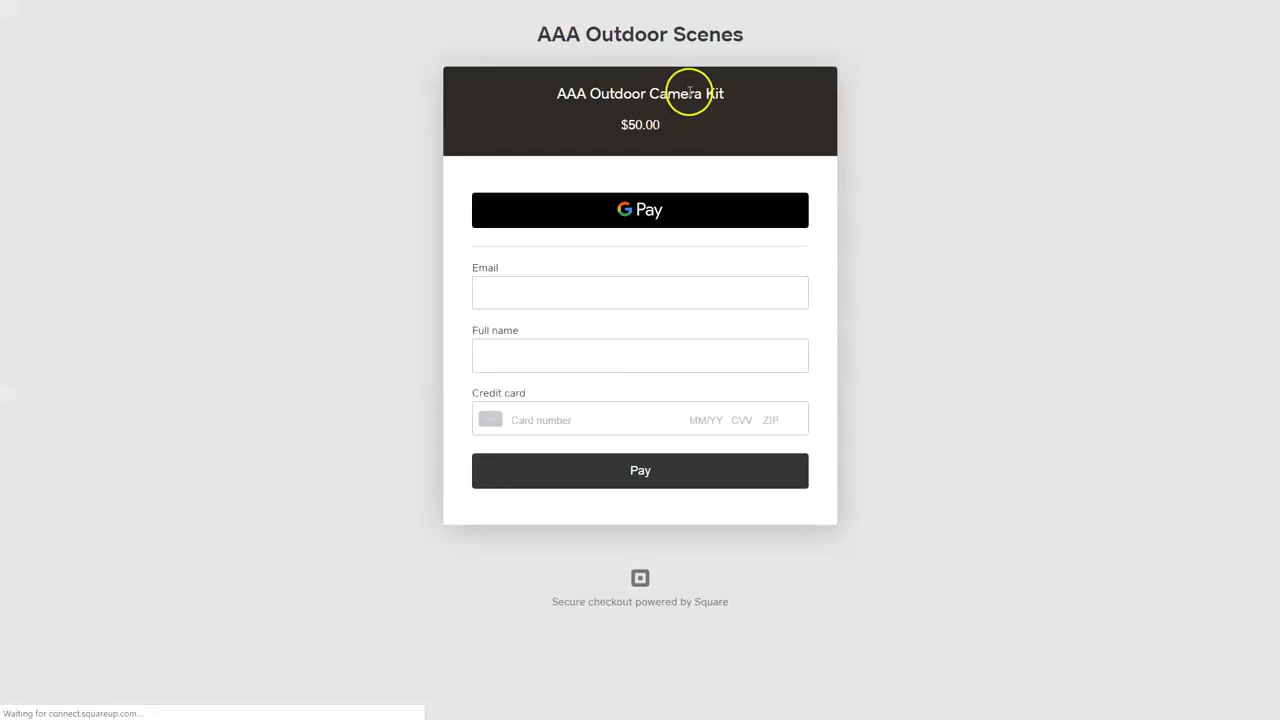 AAA Outdoor Scenes
AAA Outdoor Camera Kit
$50.00
G Pay
Email
Full name
Credit card
Card number MM/YY CVV ZIP
Pay
Secure checkout powered by Square
Waiting for connect.squareup.com...